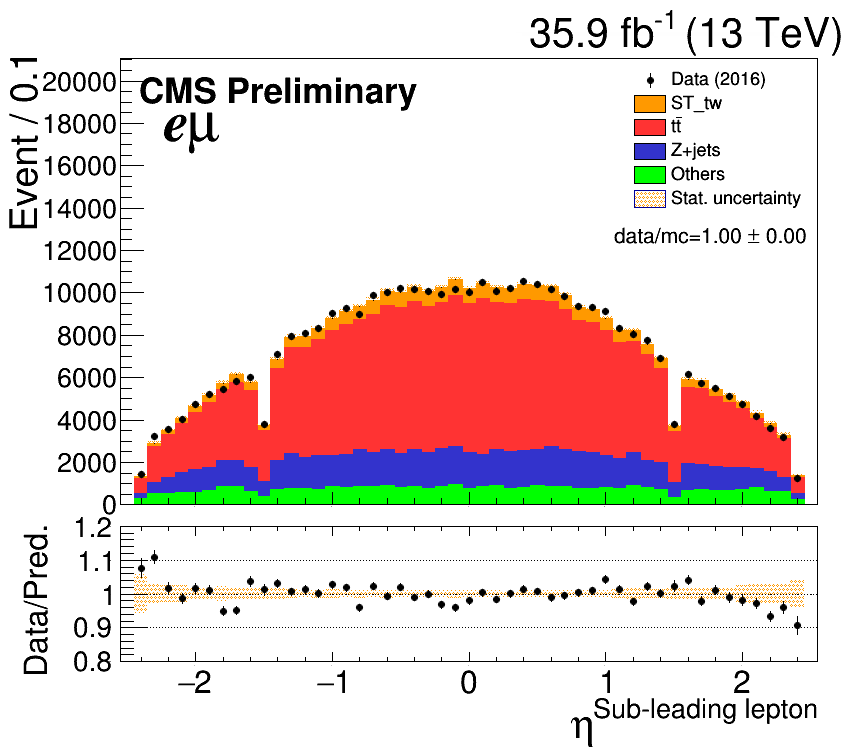 35.9 fb-1 (13 TeV)
Event / 0.1
CMS Preliminary
eμ
Data (2016)
ST_tw
tt̄
Z+jets
Others
Stat. uncertainty
data/mc=1.00 ± 0.00
20000
18000
16000
14000
12000
10000
8000
6000
4000
2000
0
Data/Pred.
1.2
1.1
1
0.9
0.8
−2
−1
0
1
2
η Sub-leading lepton